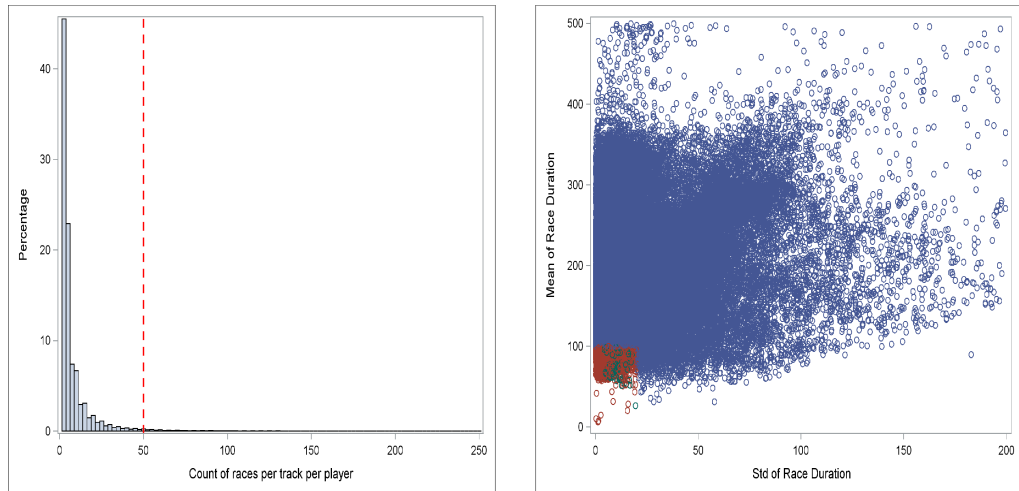 40
30
20
10
0
Percentage
0 50 100 150 200 250
Count of races per track per player
500
400
300
200
100
0
Mean of Race Duration
0 50 100 150 200
Std of Race Duration